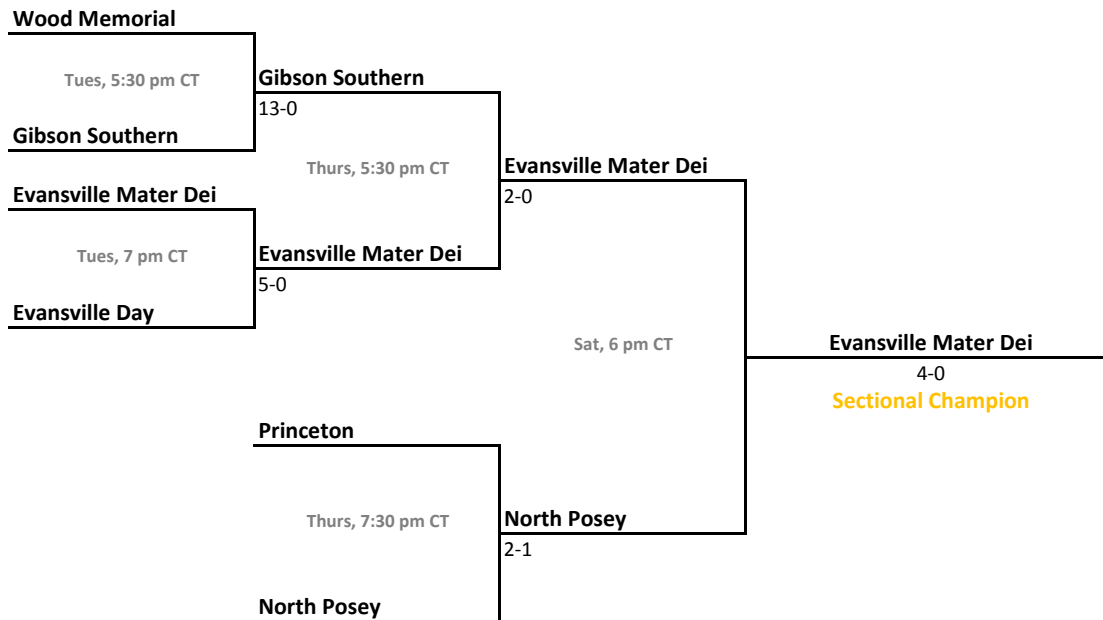 Wood Memorial
Tues, 5:30 pm CT
Gibson Southern
13-0
Gibson Southern
Thurs, 5:30 pm CT
Evansville Mater Dei
2-0
Evansville Mater Dei
Tues, 7 pm CT
Evansville Mater Dei
5-0
Evansville Day
Sat, 6 pm CT
Evansville Mater Dei
4-0
Sectional Champion
Princeton
Thurs, 7:30 pm CT
North Posey
2-1
North Posey